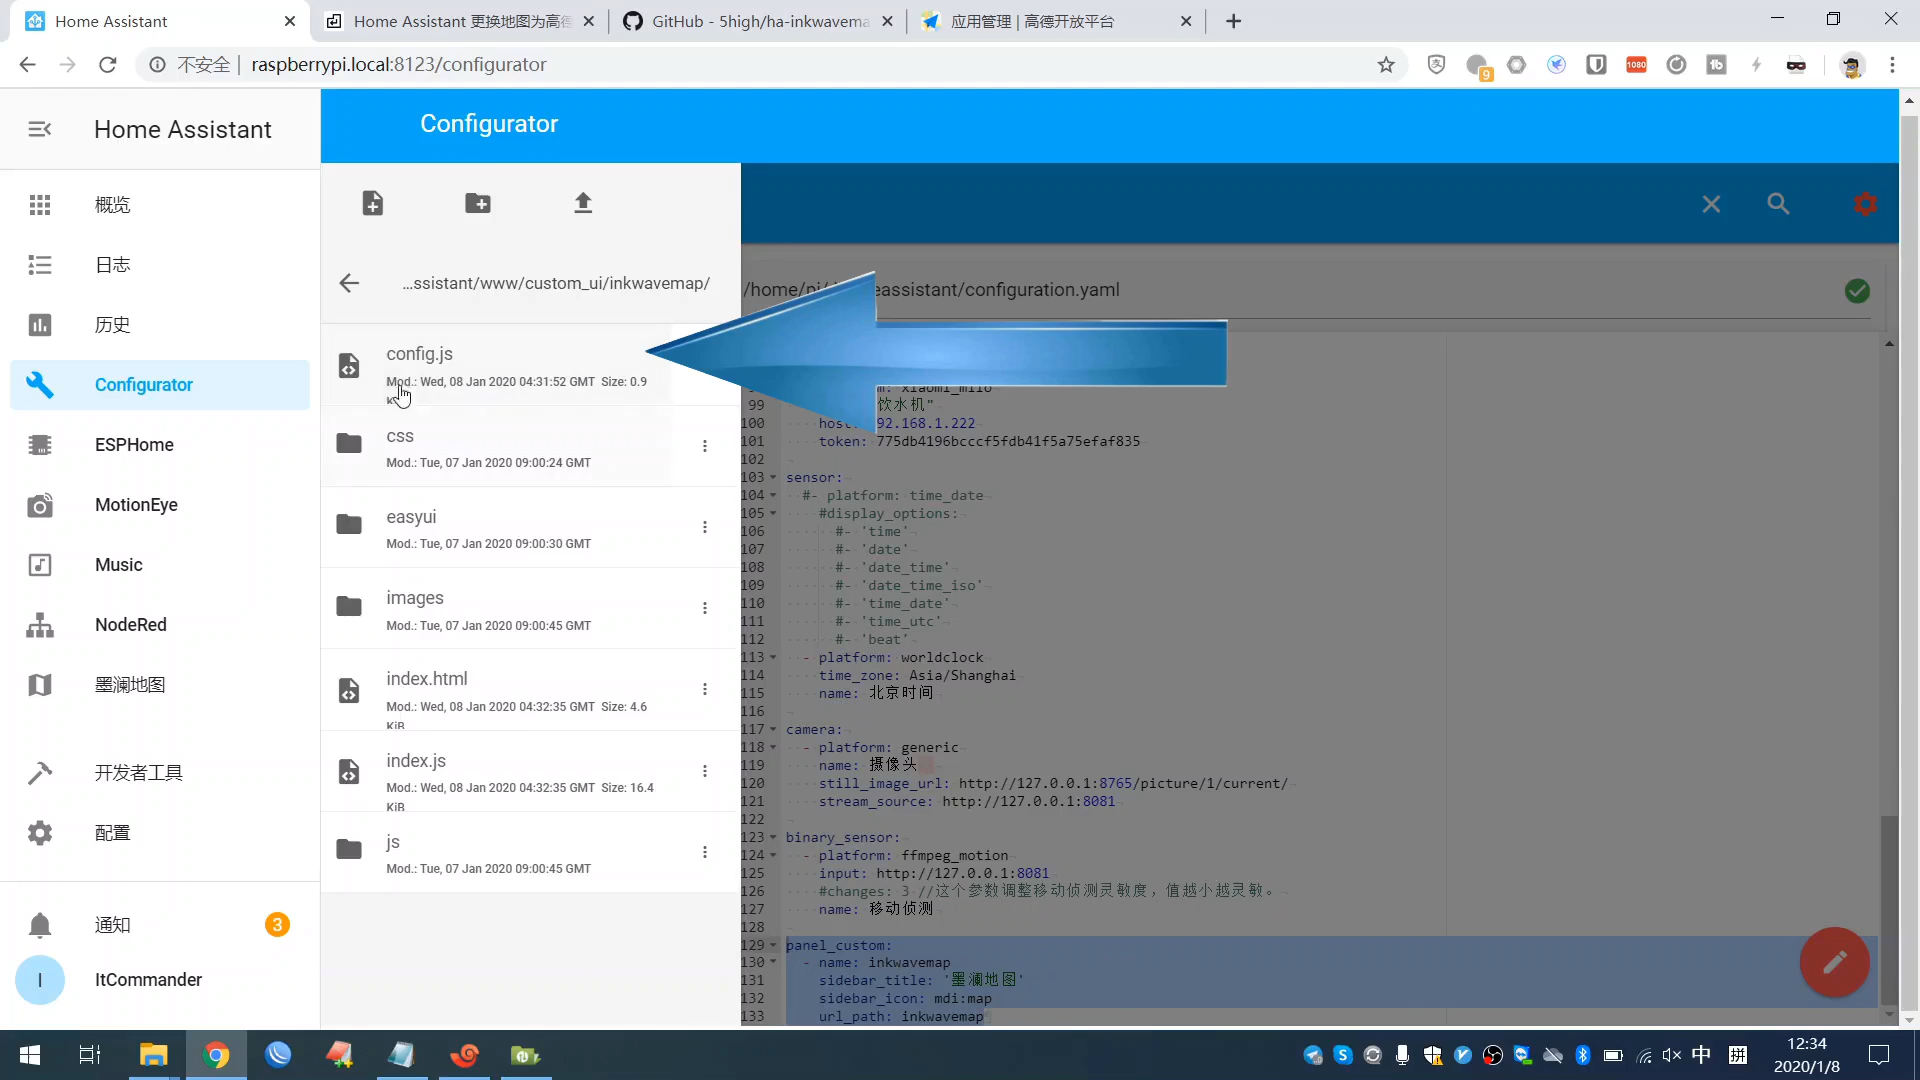 Home Assistant
Home Assistant 更换地图为高德
GitHub - 5high/ha-inkwavema
应用管理 | 高德开放平台
不安全
raspberrypi.local:8123/configurator
9
1080
Home Assistant
概览
日志
历史
Configurator
ESPHome
MotionEye
Music
NodeRed
墨澜地图
开发者工具
配置
通知
3
I
ItCommander
Configurator
...ssistant/www/custom_ui/inkwavemap/
config.js
Mod.: Wed, 08 Jan 2020 04:31:52 GMT Size: 0.9
css
Mod.: Tue, 07 Jan 2020 09:00:24 GMT
easyui
Mod.: Tue, 07 Jan 2020 09:00:30 GMT
images
Mod.: Tue, 07 Jan 2020 09:00:45 GMT
index.html
Mod.: Wed, 08 Jan 2020 04:32:35 GMT Size: 4.6
KiB
index.js
Mod.: Wed, 08 Jan 2020 04:32:35 GMT Size: 16.4
KiB
js
Mod.: Tue, 07 Jan 2020 09:00:45 GMT
/home/pi/ eassistant/configuration.yaml
99 饮水机"
100 host 92.168.1.222
101 token: 775db4196bcccf5fdb41f5a75efaf835
102
103 sensor:
104 #- platform: time_date
105 #display_options:
106 #- 'time'
107 #- 'date'
108 #- 'date_time'
109 #- 'date_time_iso'
110 #- 'time_date'
111 #- 'time_utc'
112 #- 'beat'
113 - platform: worldclock
114 time_zone: Asia/Shanghai
115 name: 北京时间
116
117 camera:
118 - platform: generic
119 name: 摄像头
120 still_image_url: http://127.0.0.1:8765/picture/1/current/
121 stream_source: http://127.0.0.1:8081
122
123 binary_sensor:
124 - platform: ffmpeg_motion
125 input: http://127.0.0.1:8081
126 #changes: 3 //这个参数调整移动侦测灵敏度，值越小越灵敏。
127 name: 移动侦测
128
129 panel_custom:
130 - name: inkwavemap
131 sidebar_title: '墨澜地图'
132 sidebar_icon: mdi:map
133 url_path: inkwavemap
中
拼
12:34
2020/1/8